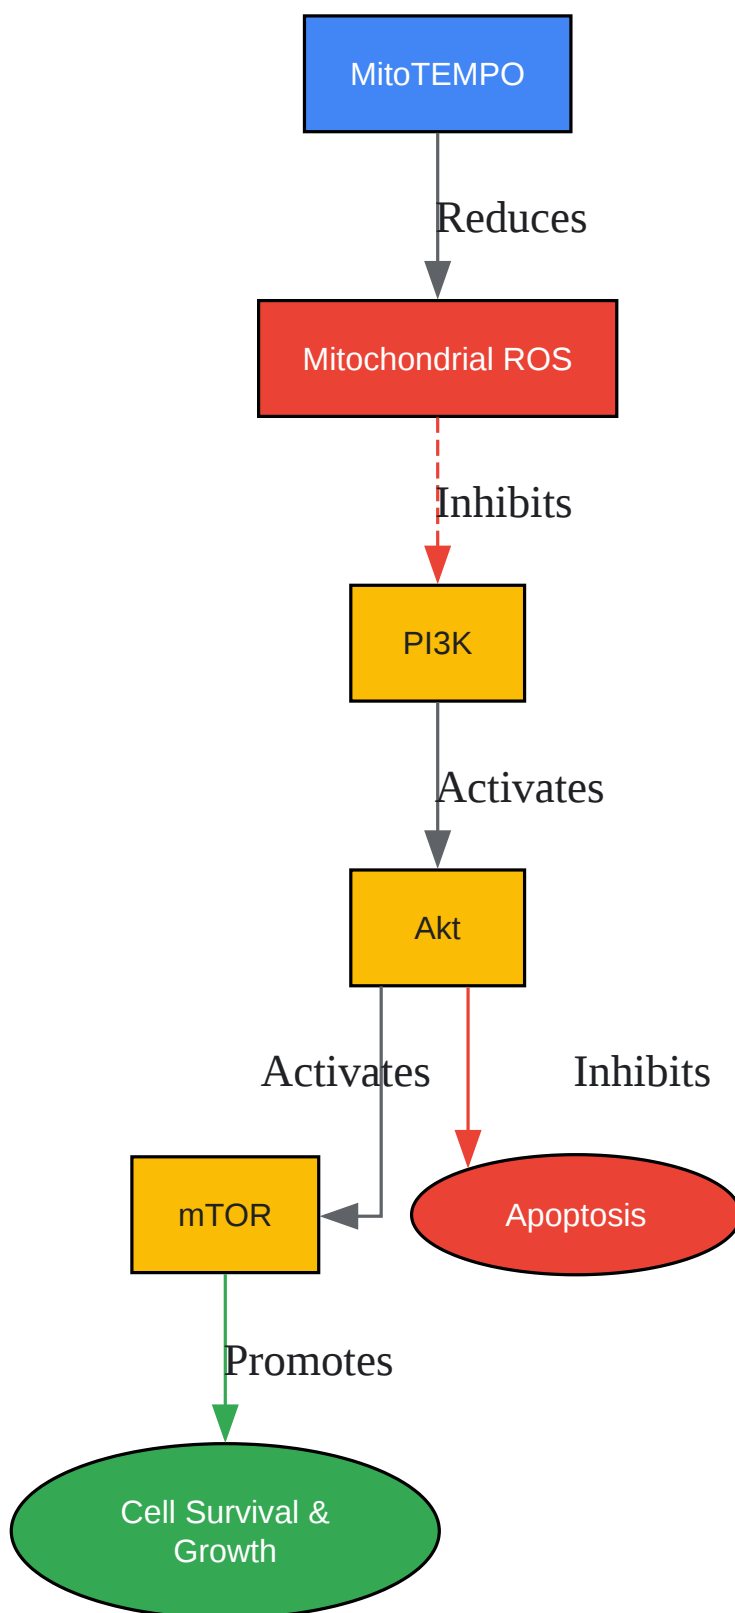 MitoTEMPO
Reduces
Mitochondrial ROS
Inhibits
PI3K
Activates
Akt
Activates
Inhibits
mTOR
Apoptosis
Promotes
Cell Survival &
Growth